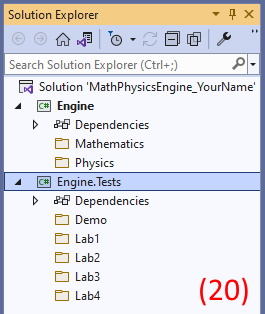 Solution Explorer
Search Solution Explorer (Ctrl+;)
Solution 'MathPhysicsEngine_YourName'
C# Engine
Dependencies
Mathematics
Physics
C# Engine.Tests
Dependencies
Demo
Lab1
Lab2
Lab3
Lab4
(20)